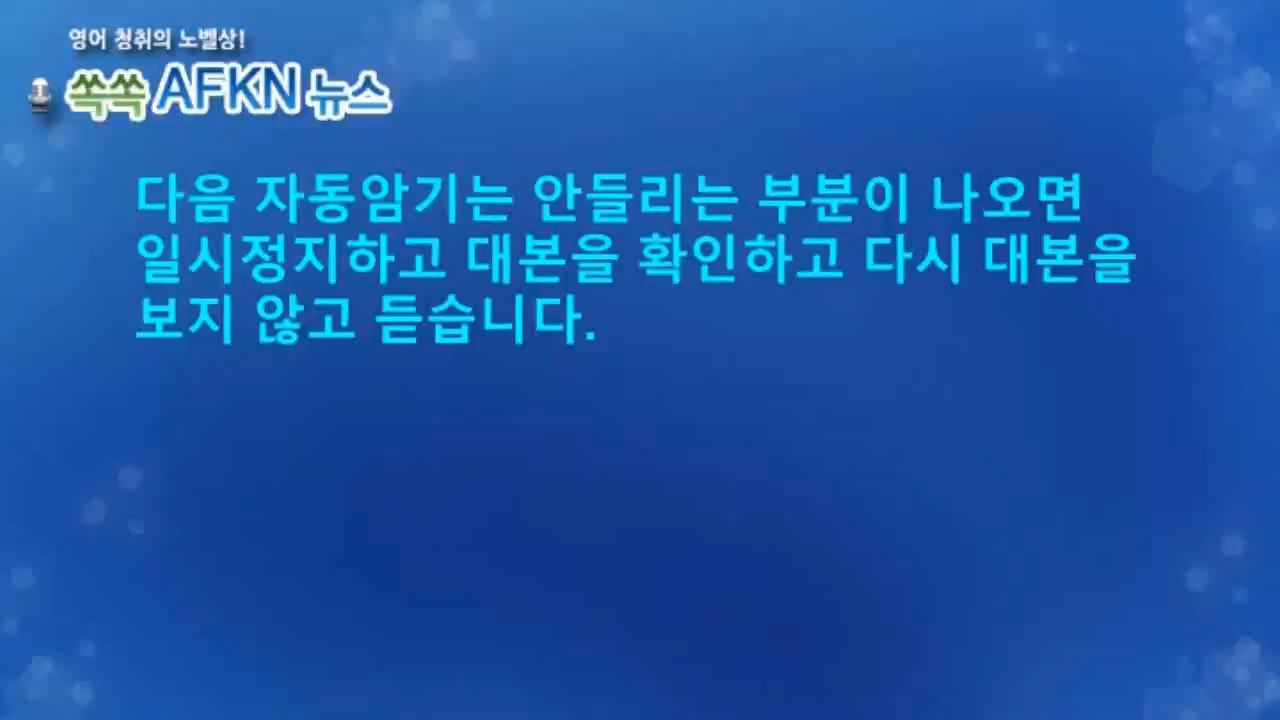 영어 청취의 노벨상!
쏙쏙 AFKN 뉴스
다음 자동암기는 안들리는 부분이 나오면
일시정지하고 대본을 확인하고 다시 대본을
보지 않고 듣습니다.